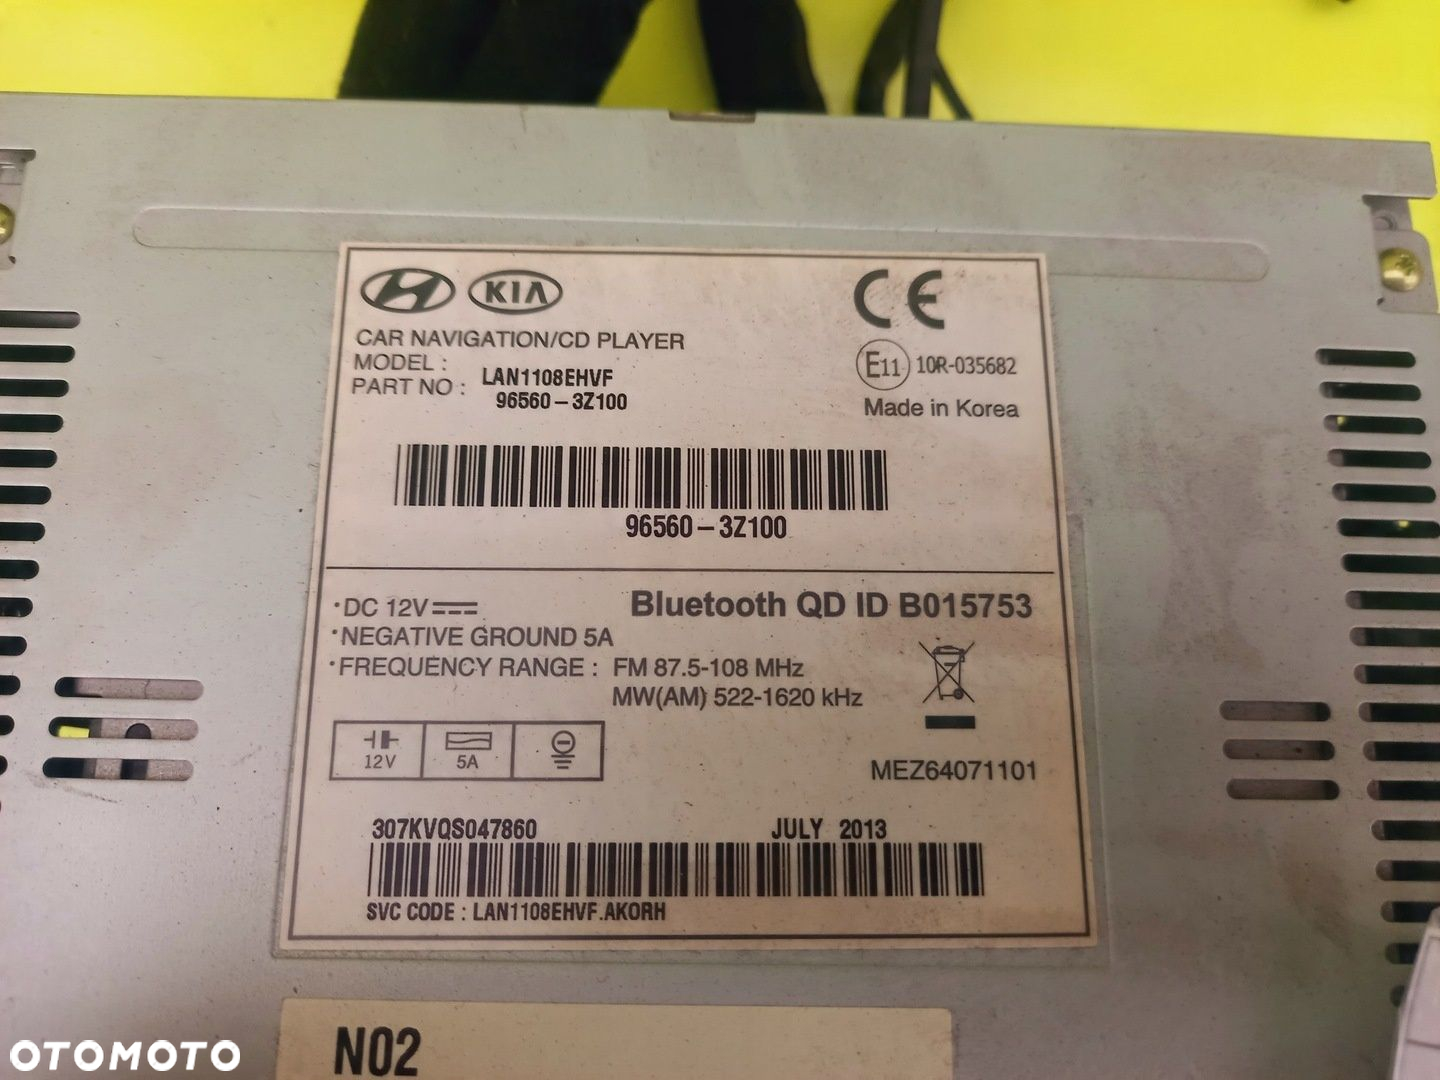 KIA
CE
CAR NAVIGATION/CD PLAYER
MODEL : LAN1108EHVF
PART NO : 96560-3Z100
E11 10R-035682
Made in Korea
96560-3Z100
•DC 12V
Bluetooth QD ID B015753
•NEGATIVE GROUND 5A
•FREQUENCY RANGE : FM 87.5-108 MHz
MW(AM) 522-1620 kHz
12V 5A
MEZ64071101
307KVQS047860 JULY 2013
SVC CODE : LAN1108EHVF.AKORH
N02
OTOMOTO